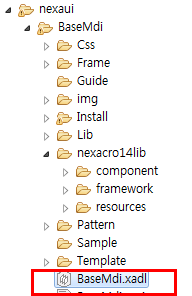 nexaui
BaseMdi
Css
Frame
Guide
img
Install
Lib
nexacro14lib
component
framework
resources
Pattern
Sample
Template
BaseMdi.xadl